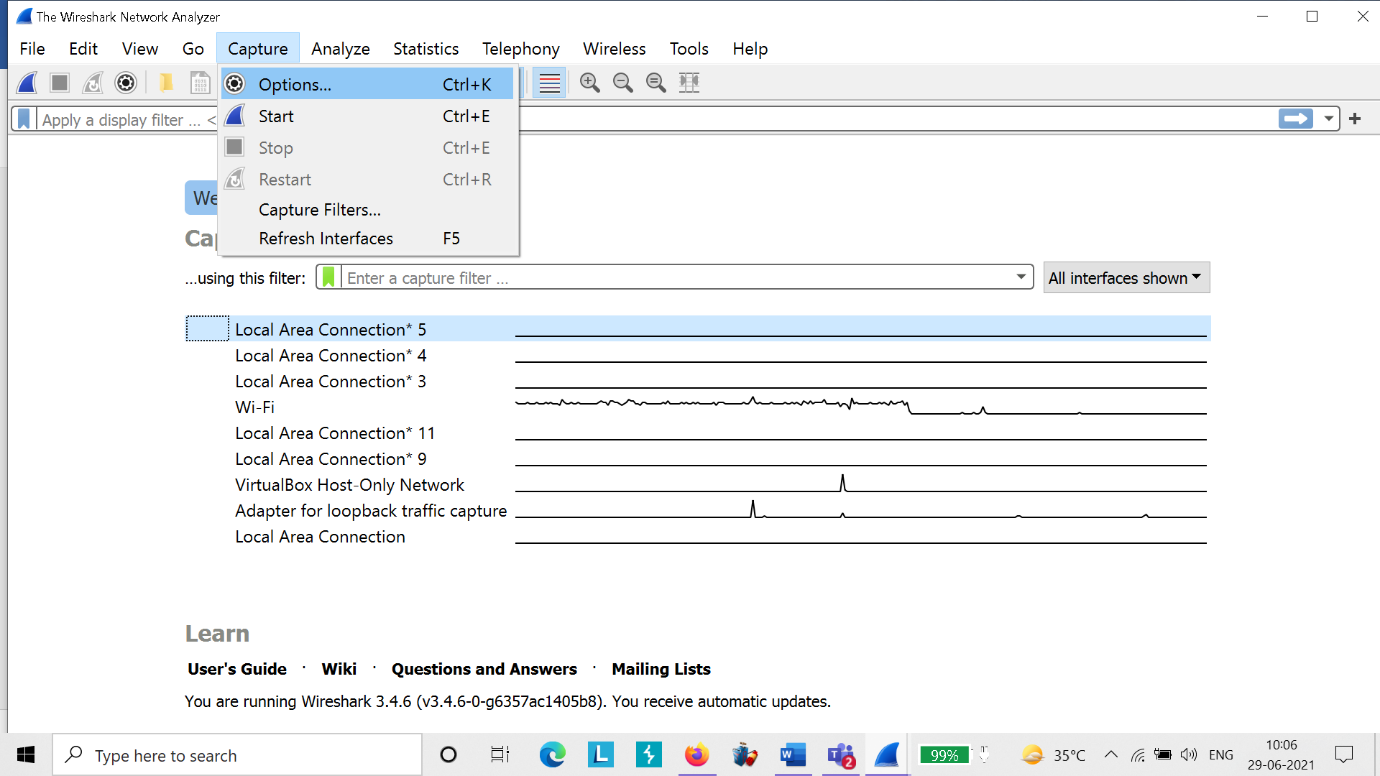 The Wireshark Network Analyzer
File Edit View Go Capture Analyze Statistics Telephony Wireless Tools Help
Options... Ctrl+K
Start Ctrl+E
Stop Ctrl+E
Restart Ctrl+R
Capture Filters...
Refresh Interfaces F5
Apply a display filter ... <
We
Cap
...using this filter: Enter a capture filter ... All interfaces shown
Local Area Connection* 5
Local Area Connection* 4
Local Area Connection* 3
Wi-Fi
Local Area Connection* 11
Local Area Connection* 9
VirtualBox Host-Only Network
Adapter for loopback traffic capture
Local Area Connection
Learn
User's Guide · Wiki · Questions and Answers · Mailing Lists
You are running Wireshark 3.4.6 (v3.4.6-0-g6357ac1405b8). You receive automatic updates.
Type here to search L W 2 99% 35°C ENG 10:06
29-06-2021